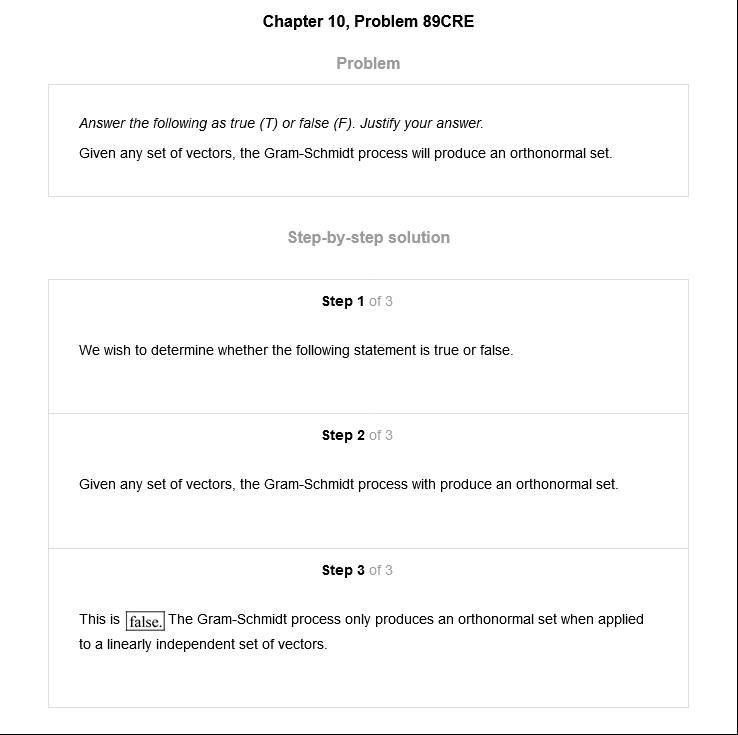 Chapter 10, Problem 89CRE
Problem
Answer the following as true (T) or false (F). Justify your answer.
Given any set of vectors, the Gram-Schmidt process will produce an orthonormal set.
Step-by-step solution
Step 1 of 3
We wish to determine whether the following statement is true or false.
Step 2 of 3
Given any set of vectors, the Gram-Schmidt process with produce an orthonormal set.
Step 3 of 3
This is false. The Gram-Schmidt process only produces an orthonormal set when applied
to a linearly independent set of vectors.